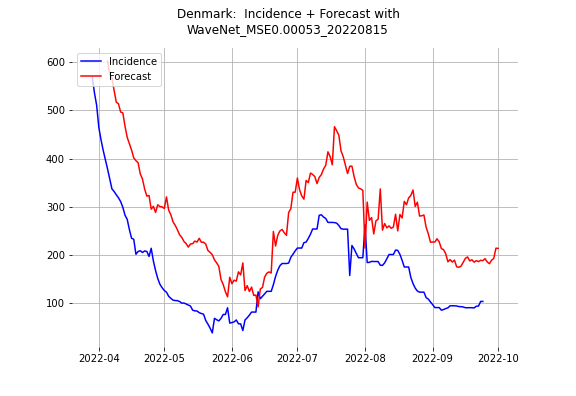 Denmark:  Incidence + Forecast with
WaveNet_MSE0.00053_20220815
Incidence
Forecast
600
500
400
300
200
100
2022-04 2022-05 2022-06 2022-07 2022-08 2022-09 2022-10